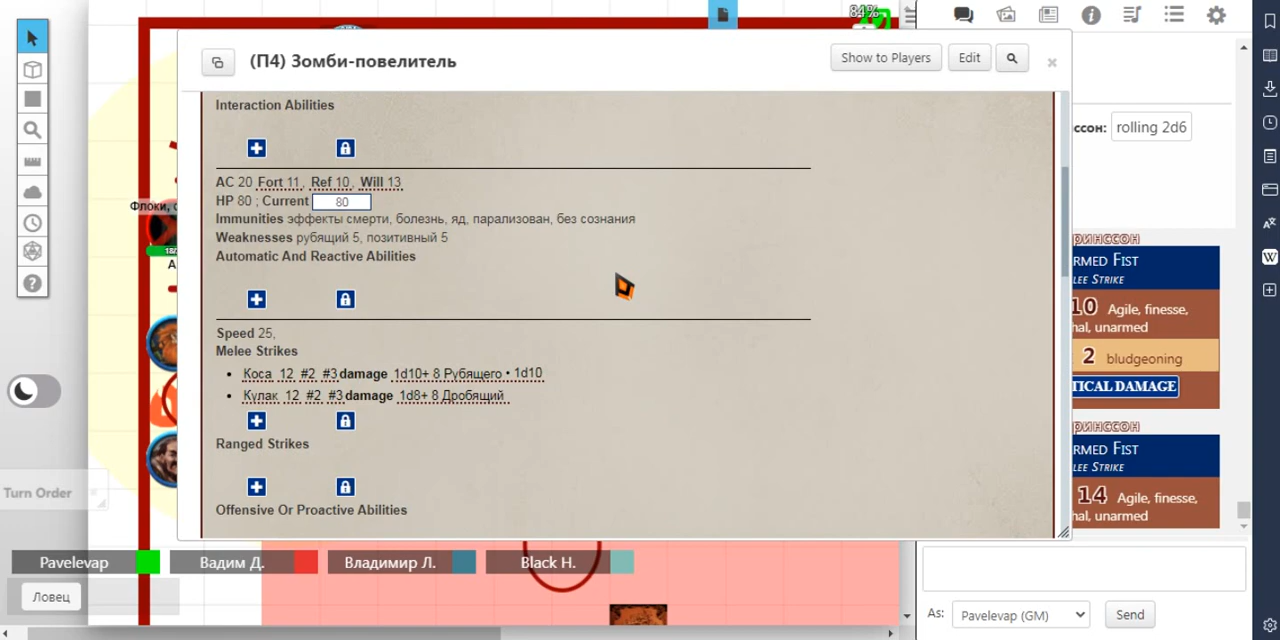 84%
(П4) Зомби-повелитель
Show to Players
Edit
Interaction Abilities
AC 20 Fort 11, Ref 10, Will 13
HP 80 ; Current 80
Immunities эффекты смерти, болезнь, яд, парализован, без сознания
Weaknesses рубящий 5, позитивный 5
Automatic And Reactive Abilities
Speed 25,
Melee Strikes
• Коса 12 #2 #3 damage 1d10+ 8 Рубящего • 1d10
• Кулак 12 #2 #3 damage 1d8+ 8 Дробящий
Ranged Strikes
Offensive Or Proactive Abilities
Флоки,
Turn Order
Pavelevap
Вадим Д.
Владимир Л.
Black H.
Ловец
ссон: rolling 2d6
ринссон
RMED FIST
LEE STRIKE
10 Agile, finesse,
hal, unarmed
2 bludgeoning
TICAL DAMAGE
ринссон
RMED FIST
LEE STRIKE
14 Agile, finesse,
hal, unarmed
As: Pavelevap (GM)
Send